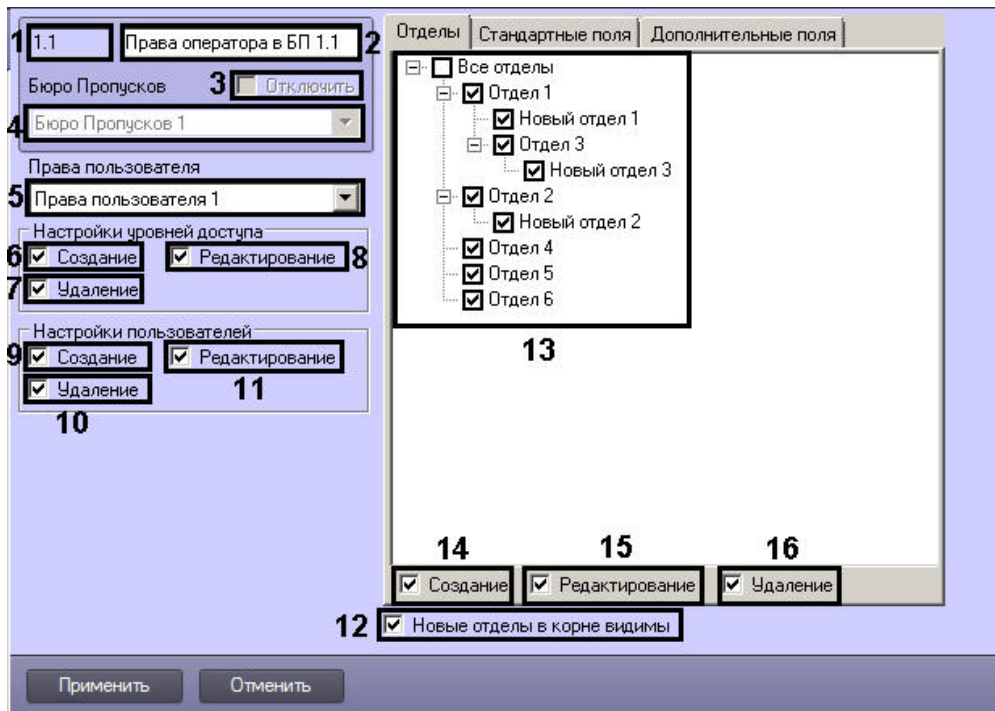 1 1.1 Права оператора в БП 1.1 2
Бюро Пропусков 3 Отключить
4 Бюро Пропусков 1
Права пользователя
5 Права пользователя 1
Настройки уровней доступа
6 Создание Редактирование 8
7 Удаление
Настройки пользователей
9 Создание Редактирование
Удаление 11
10
Отделы Стандартные поля Дополнительные поля
Все отделы
Отдел 1
Новый отдел 1
Отдел 3
Новый отдел 3
Отдел 2
Новый отдел 2
Отдел 4
Отдел 5
Отдел 6
13
14 15 16
Создание Редактирование Удаление
12 Новые отделы в корне видимы
Применить Отменить